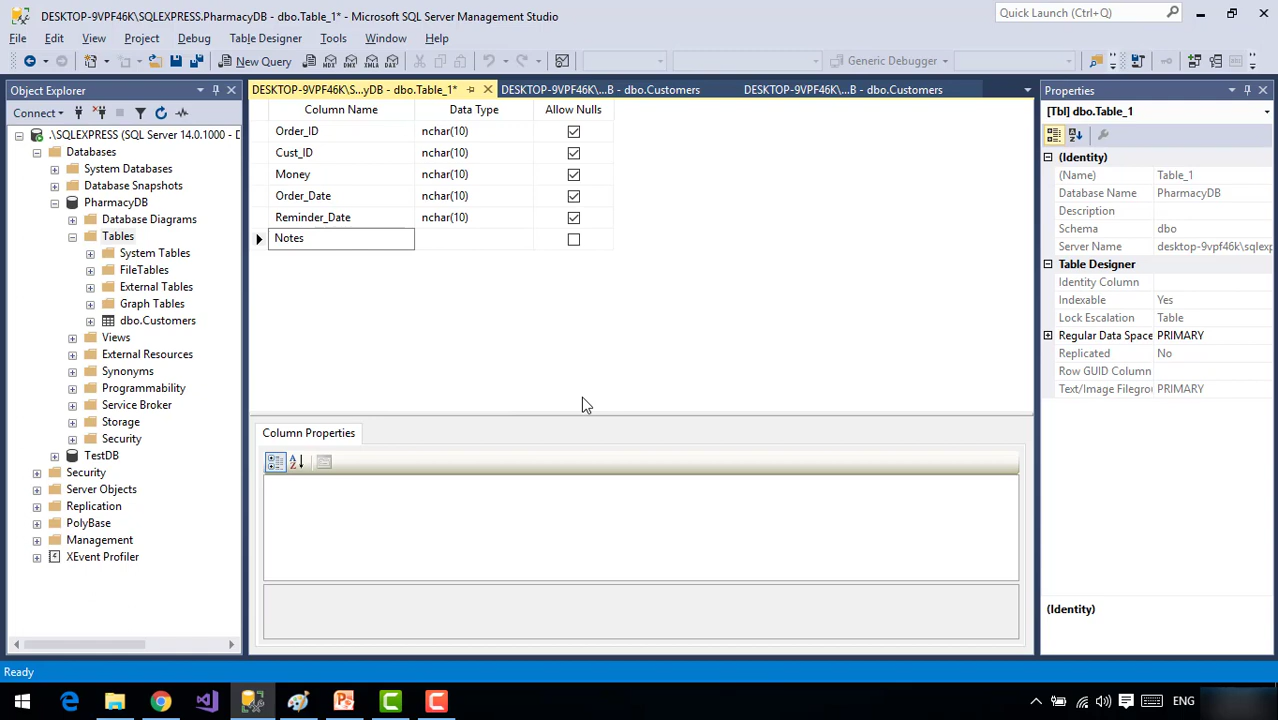 DESKTOP-9VPF46K\SQLEXPRESS.PharmacyDB - dbo.Table_1* - Microsoft SQL Server Management Studio
Quick Launch (Ctrl+Q)
File Edit View Project Debug Table Designer Tools Window Help
New Query
MDX DMX XMLA DAX
Generic Debugger
Object Explorer
DESKTOP-9VPF46K\S...yDB - dbo.Table_1*
DESKTOP-9VPF46K\...B - dbo.Customers
DESKTOP-9VPF46K\...B - dbo.Customers
Properties
Connect
.\SQLEXPRESS (SQL Server 14.0.1000 - D
Databases
System Databases
Database Snapshots
PharmacyDB
Database Diagrams
Tables
System Tables
FileTables
External Tables
Graph Tables
dbo.Customers
Views
External Resources
Synonyms
Programmability
Service Broker
Storage
Security
TestDB
Security
Server Objects
Replication
PolyBase
Management
XEvent Profiler
Column Name Data Type Allow Nulls
Order_ID nchar(10)
Cust_ID nchar(10)
Money nchar(10)
Order_Date nchar(10)
Reminder_Date nchar(10)
Notes
Column Properties
[Tbl] dbo.Table_1
(Identity)
(Name) Table_1
Database Name PharmacyDB
Description
Schema dbo
Server Name desktop-9vpf46k\sqlexp
Table Designer
Identity Column
Indexable Yes
Lock Escalation Table
Regular Data Space PRIMARY
Replicated No
Row GUID Column
Text/Image Filegro PRIMARY
(Identity)
Ready
ENG